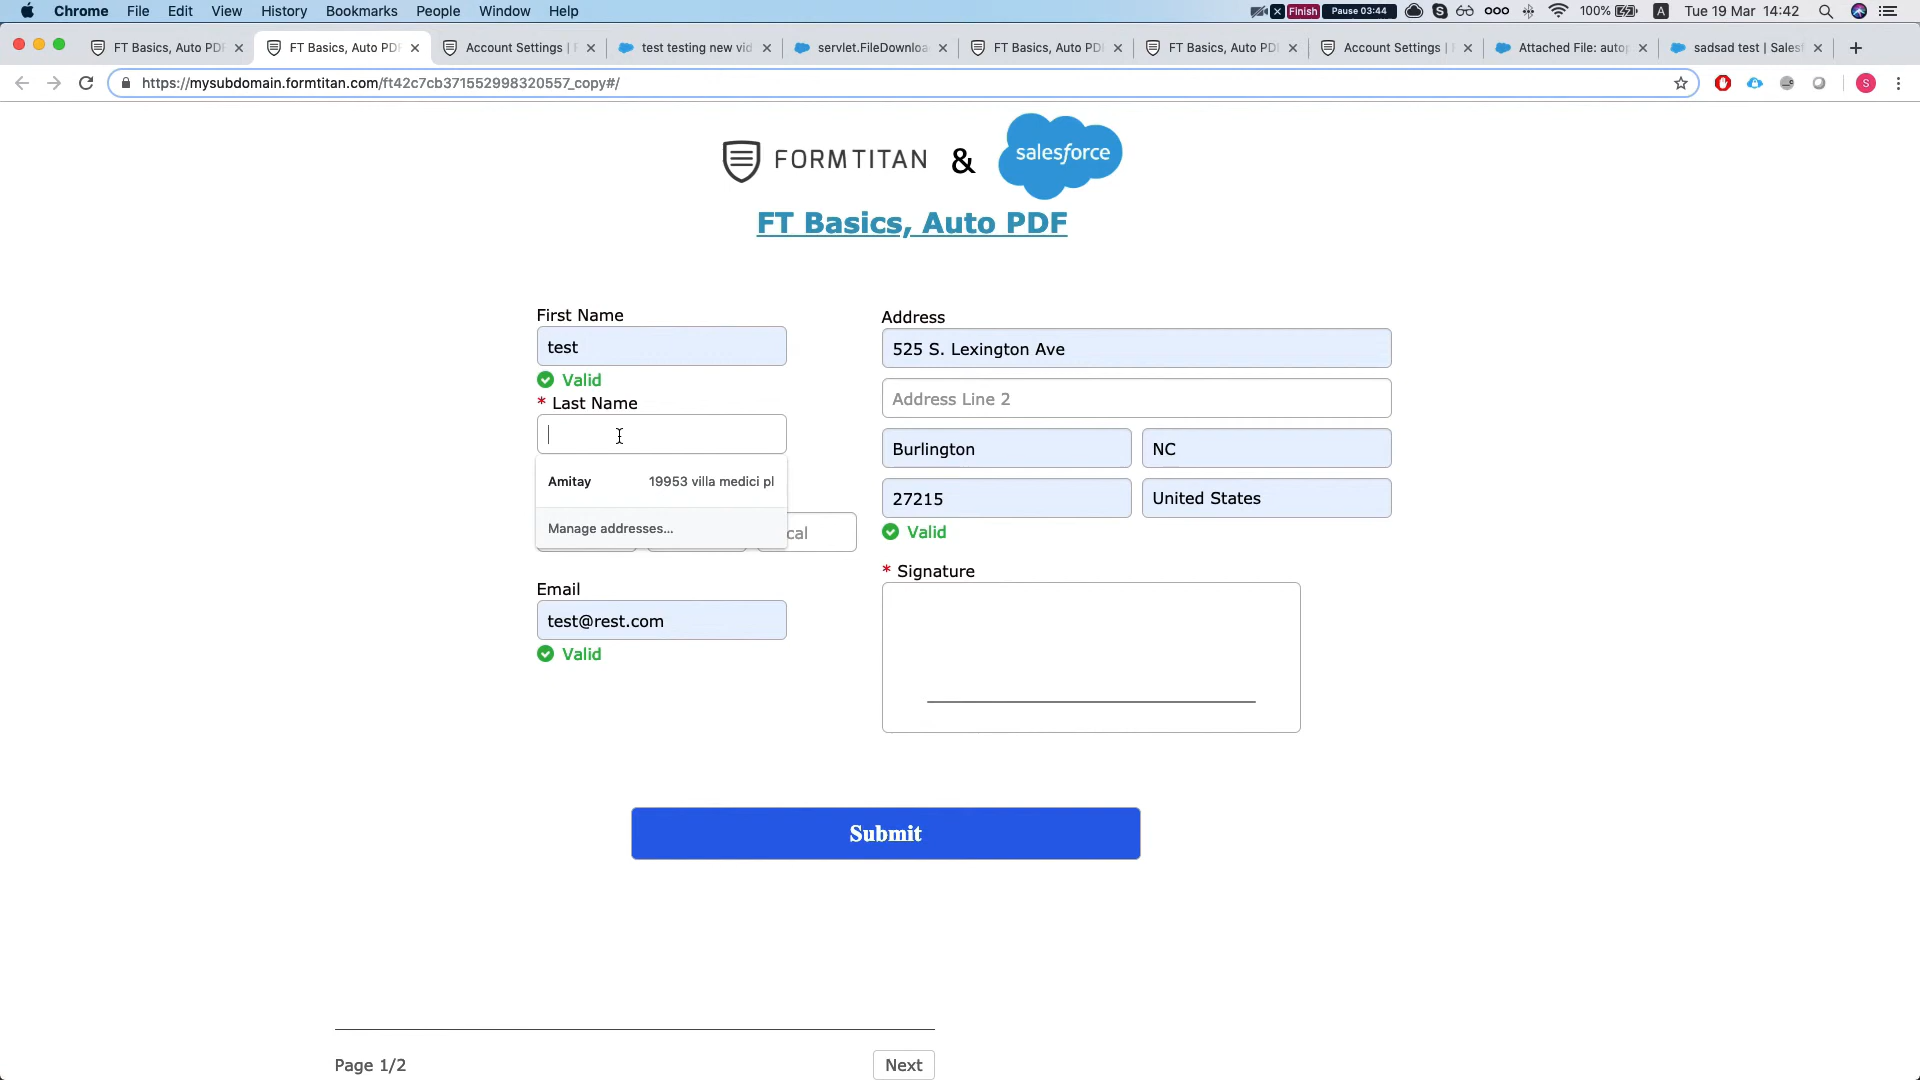 Chrome File Edit View History Bookmarks People Window Help
Finish Pause 03:44 100% A Tue 19 Mar 14:42
FT Basics, Auto PDF
FT Basics, Auto PDF
Account Settings |
test testing new vid
servlet.FileDownloa
FT Basics, Auto PD
FT Basics, Auto PD
Account Settings |
Attached File: auto
sadsad test | Sales
https://mysubdomain.formtitan.com/ft42c7cb371552998320557_copy#/
S
FORMTITAN & salesforce
FT Basics, Auto PDF
First Name
test
Valid
* Last Name
Amitay 19953 villa medici pl
Manage addresses...
cal
Email
test@rest.com
Valid
Address
525 S. Lexington Ave
Address Line 2
Burlington NC
27215 United States
Valid
* Signature
Submit
Page 1/2 Next